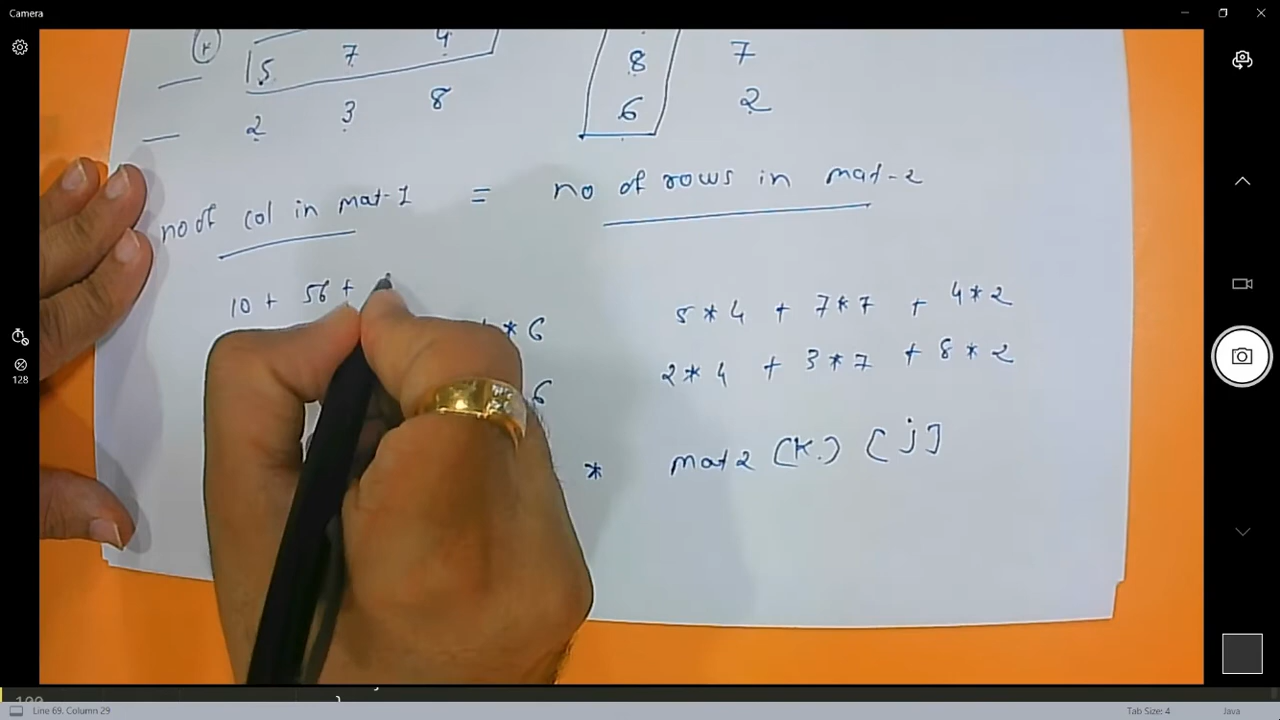 Camera
K
5 7 4 8 7
2 3 8 6 2
no of col in mat-1 = no of rows in mat-2
10 + 56 +
* 6 5 * 4 + 7 * 7 + 4 * 2
6 2 * 4 + 3 * 7 + 8 * 2
* mat2 (K.) [j]
128
Line 69, Column 29 Tab Size: 4 Java